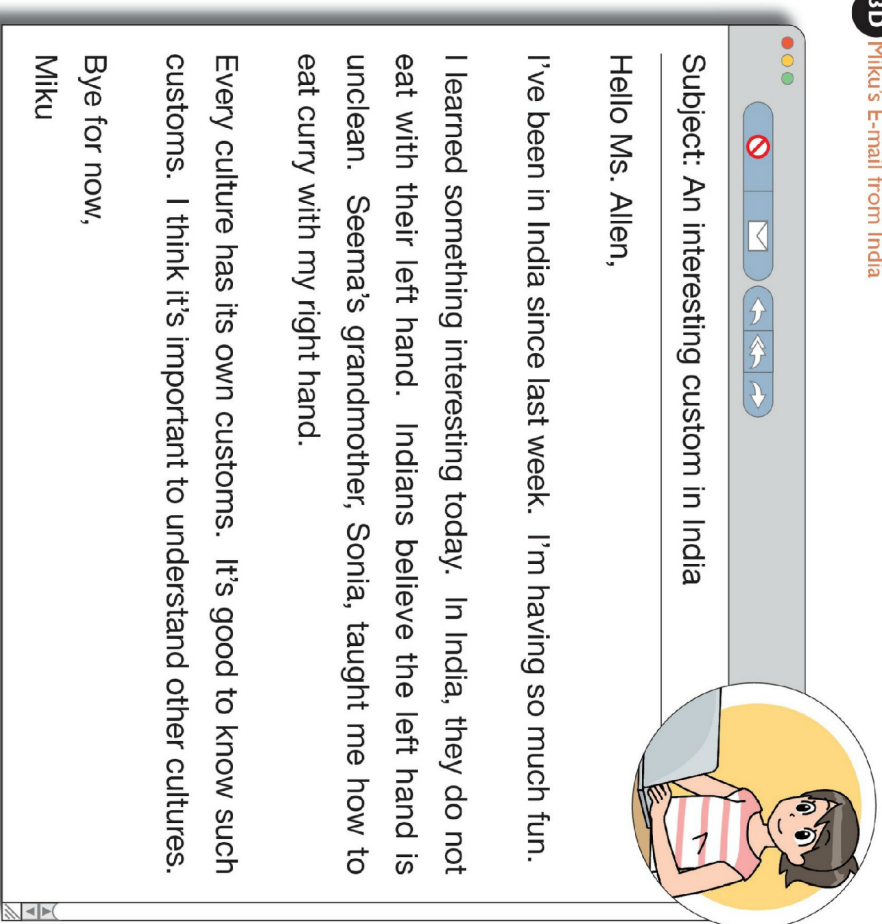 3D Miku's E-mail from India
Subject: An interesting custom in India
Hello Ms. Allen,
I've been in India since last week. I'm having so much fun.
I learned something interesting today. In India, they do not
eat with their left hand. Indians believe the left hand is
unclean. Seema's grandmother, Sonia, taught me how to
eat curry with my right hand.
Every culture has its own customs. It's good to know such
customs. I think it's important to understand other cultures.
Bye for now,
Miku